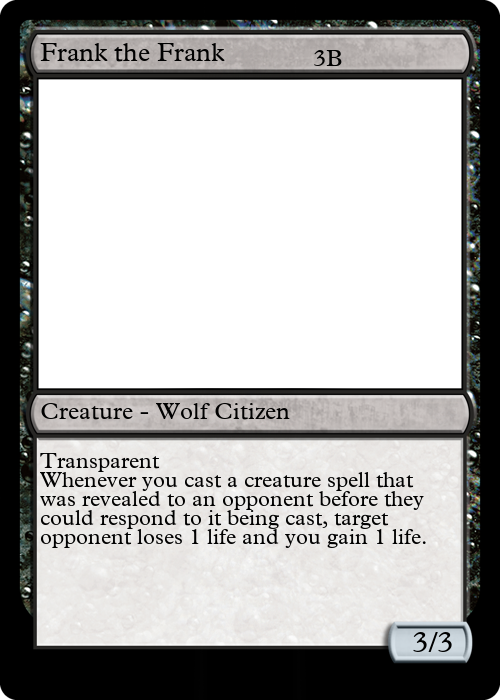 Frank the Frank 3B
Creature - Wolf Citizen
Transparent
Whenever you cast a creature spell that
was revealed to an opponent before they
could respond to it being cast, target
opponent loses 1 life and you gain 1 life.
3/3